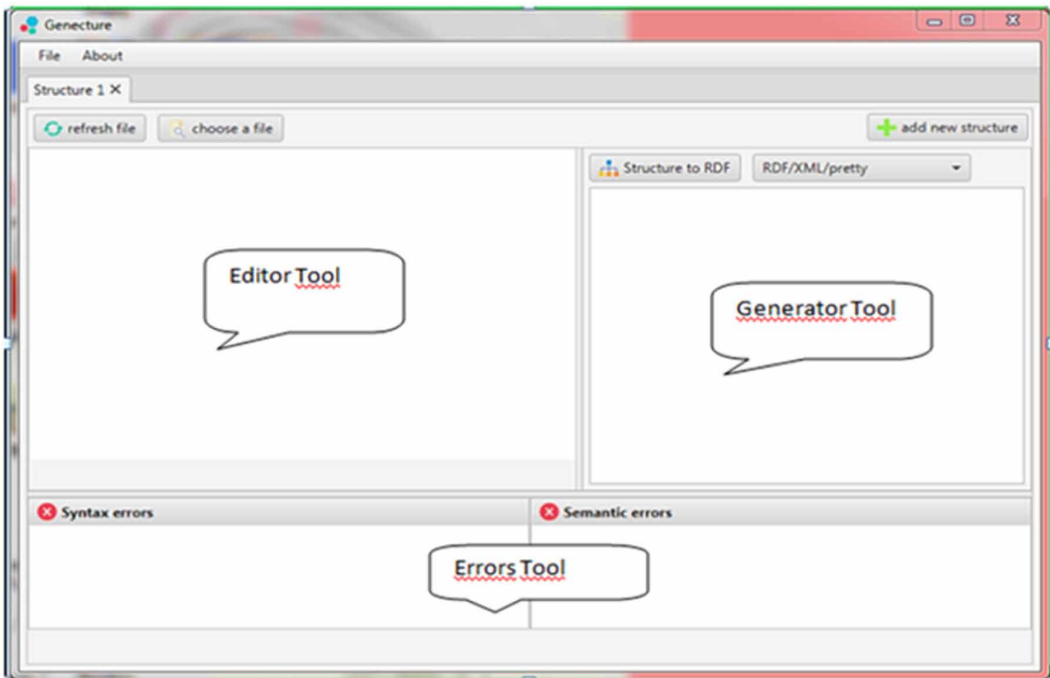 Genecture
File About
Structure 1
refresh file choose a file add new structure
Structure to RDF RDF/XML/pretty
Editor Tool
Generator Tool
Syntax errors Semantic errors
Errors Tool